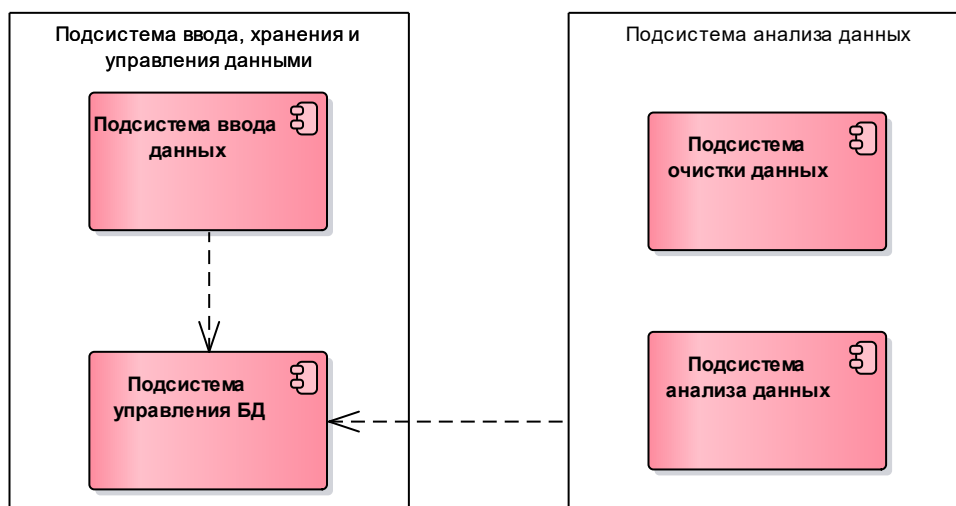 Подсистема ввода, хранения и
управления данными
Подсистема ввода
данных
Подсистема
управления БД
Подсистема анализа данных
Подсистема
очистки данных
Подсистема
анализа данных